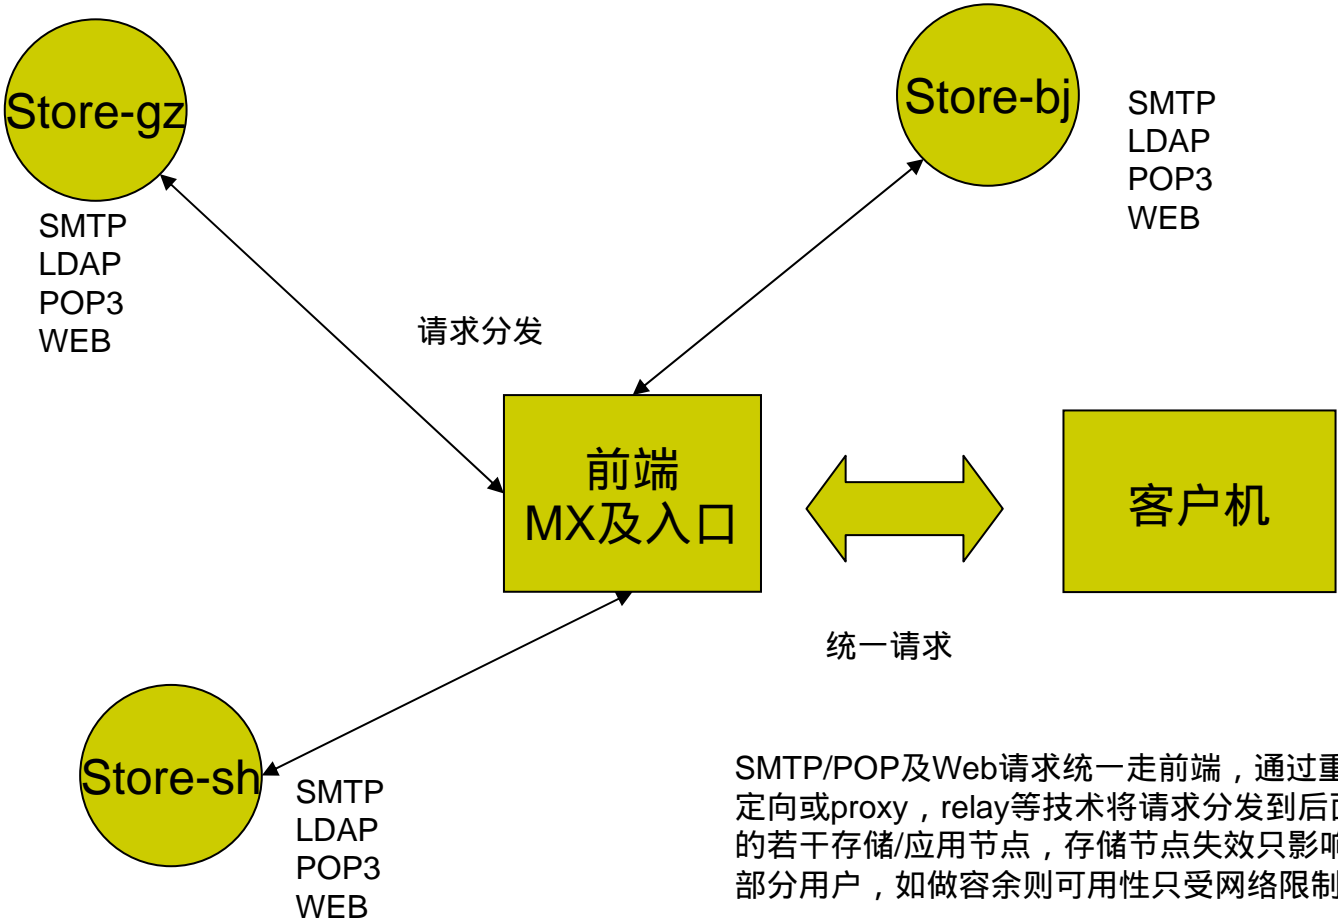 Store-gz
SMTP
LDAP
POP3
WEB
Store-bj
SMTP
LDAP
POP3
WEB
请求分发
前端
MX及入口
客户机
统一请求
Store-sh
SMTP
LDAP
POP3
WEB
SMTP/POP及Web请求统一走前端，通过重
定向或proxy，relay等技术将请求分发到后面
的若干存储/应用节点，存储节点失效只影响
部分用户，如做容余则可用性只受网络限制